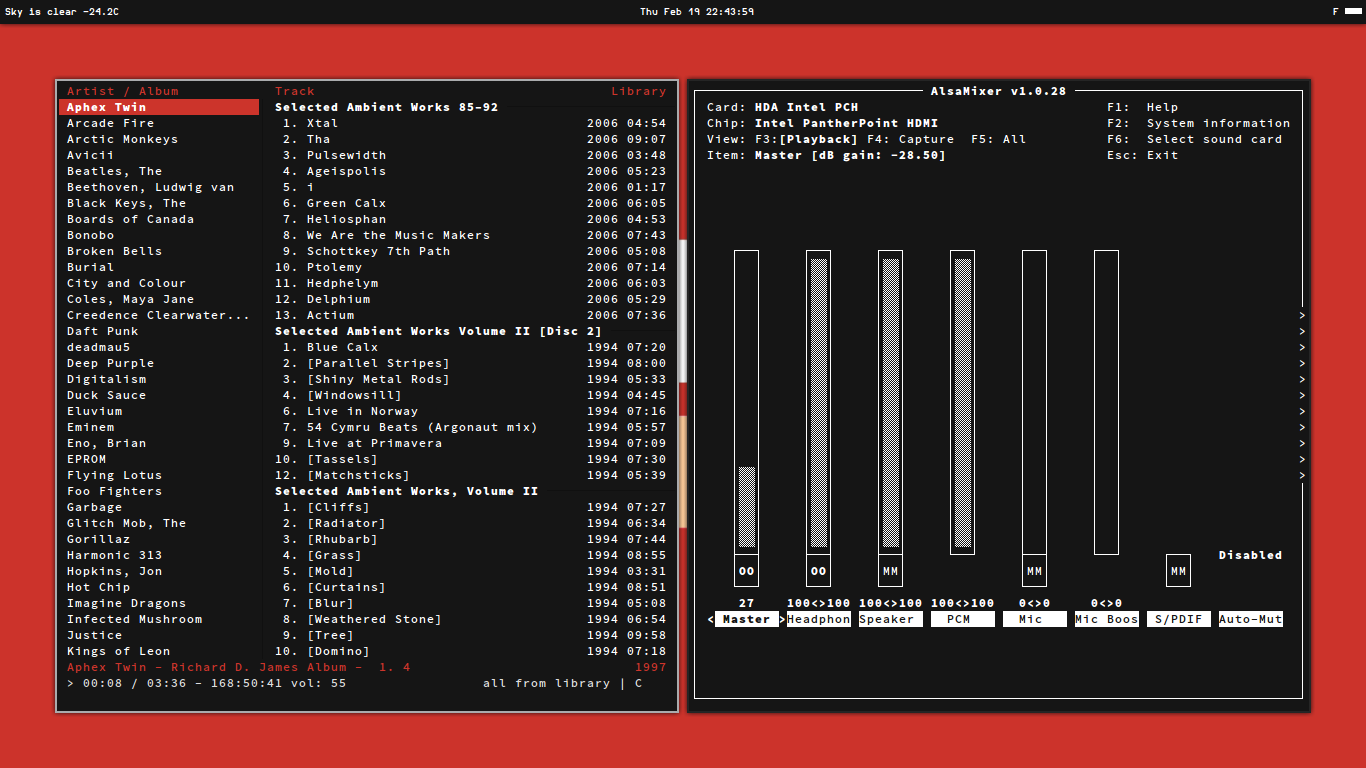 Sky is clear -24.2C
Thu Feb 19 22:43:59
F
Artist / Album Track Library
Aphex Twin Selected Ambient Works 85-92
Arcade Fire 1. Xtal 2006 04:54
Arctic Monkeys 2. Tha 2006 09:07
Avicii 3. Pulsewidth 2006 03:48
Beatles, The 4. Ageispolis 2006 05:23
Beethoven, Ludwig van 5. i 2006 01:17
Black Keys, The 6. Green Calx 2006 06:05
Boards of Canada 7. Heliosphan 2006 04:53
Bonobo 8. We Are the Music Makers 2006 07:43
Broken Bells 9. Schottkey 7th Path 2006 05:08
Burial 10. Ptolemy 2006 07:14
City and Colour 11. Hedphelym 2006 06:03
Coles, Maya Jane 12. Delphium 2006 05:29
Creedence Clearwater... 13. Actium 2006 07:36
Daft Punk Selected Ambient Works Volume II [Disc 2]
deadmau5 1. Blue Calx 1994 07:20
Deep Purple 2. [Parallel Stripes] 1994 08:00
Digitalism 3. [Shiny Metal Rods] 1994 05:33
Duck Sauce 4. [Windowsill] 1994 04:45
Eluvium 6. Live in Norway 1994 07:16
Eminem 7. 54 Cymru Beats (Argonaut mix) 1994 05:57
Eno, Brian 9. Live at Primavera 1994 07:09
EPROM 10. [Tassels] 1994 07:30
Flying Lotus 12. [Matchsticks] 1994 05:39
Foo Fighters Selected Ambient Works, Volume II
Garbage 1. [Cliffs] 1994 07:27
Glitch Mob, The 2. [Radiator] 1994 06:34
Gorillaz 3. [Rhubarb] 1994 07:44
Harmonic 313 4. [Grass] 1994 08:55
Hopkins, Jon 5. [Mold] 1994 03:31
Hot Chip 6. [Curtains] 1994 08:51
Imagine Dragons 7. [Blur] 1994 05:08
Infected Mushroom 8. [Weathered Stone] 1994 06:54
Justice 9. [Tree] 1994 09:58
Kings of Leon 10. [Domino] 1994 07:18
Aphex Twin - Richard D. James Album - 1. 4 1997
> 00:08 / 03:36 - 168:50:41 vol: 55 all from library | C
AlsaMixer v1.0.28
Card: HDA Intel PCH F1: Help
Chip: Intel PantherPoint HDMI F2: System information
View: F3:[Playback] F4: Capture F5: All F6: Select sound card
Item: Master [dB gain: -28.50] Esc: Exit
>
>
>
>
>
>
>
>
>
>
>
Disabled
OO OO MM MM MM
27 100<>100 100<>100 100<>100 0<>0 0<>0
< Master >Headphon Speaker PCM Mic Mic Boos S/PDIF Auto-Mut